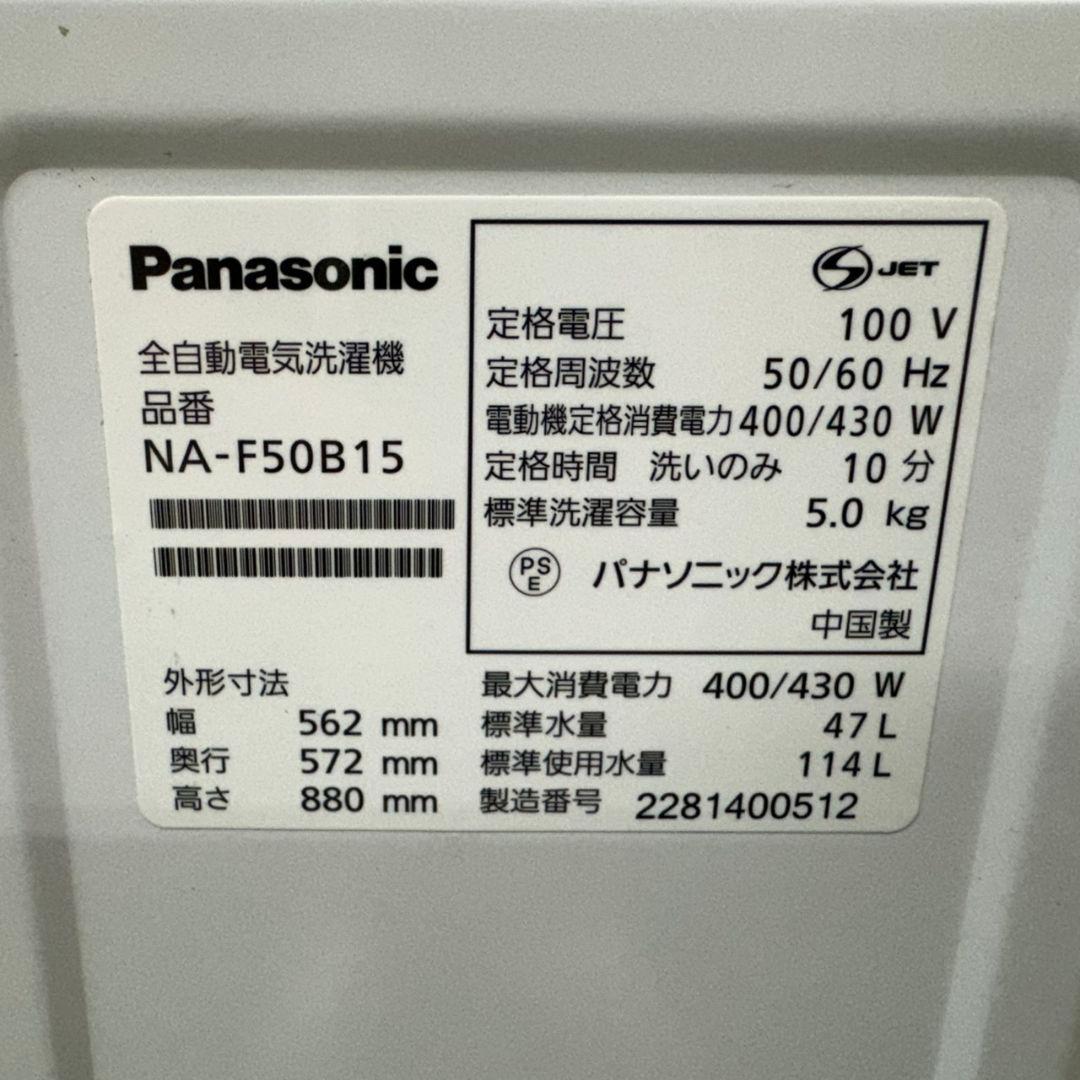 Panasonic
全自動電気洗濯機
品番
NA-F50B15
S JET
定格電圧 100 V
定格周波数 50/60 Hz
電動機定格消費電力 400/430 W
定格時間 洗いのみ 10 分
標準洗濯容量 5.0 kg
PSE パナソニック株式会社
中国製
外形寸法
幅 562 mm
奥行 572 mm
高さ 880 mm
最大消費電力 400/430 W
標準水量 47 L
標準使用水量 114 L
製造番号 2281400512